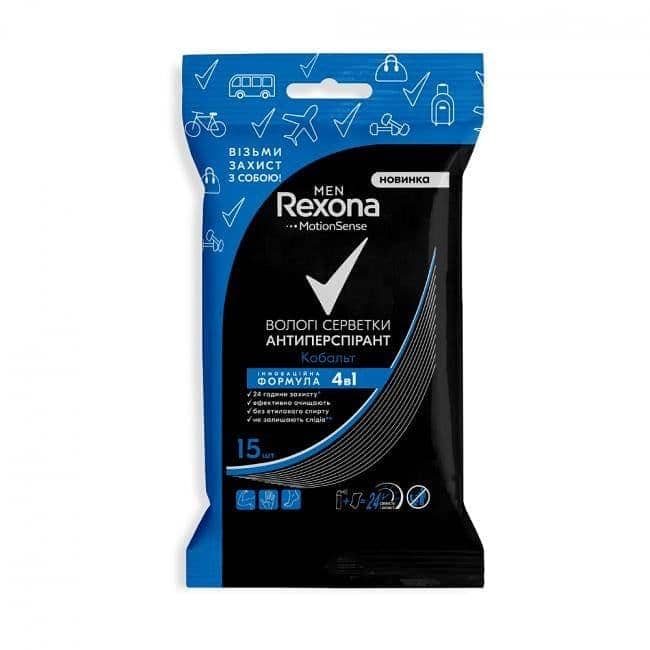 ВІЗЬМИ
ЗАХИСТ
З СОБОЮ!
новинка
MEN
Rexona
MotionSense
ВОЛОГІ СЕРВЕТКИ
АНТИПЕРСПІРАНТ
Кобальт
ІННОВАЦІЙНА
ФОРМУЛА 4в1
24 години захисту*
ефективно очищають
без етилового спирту
не залишають слідів**
15 шт
+ = 24